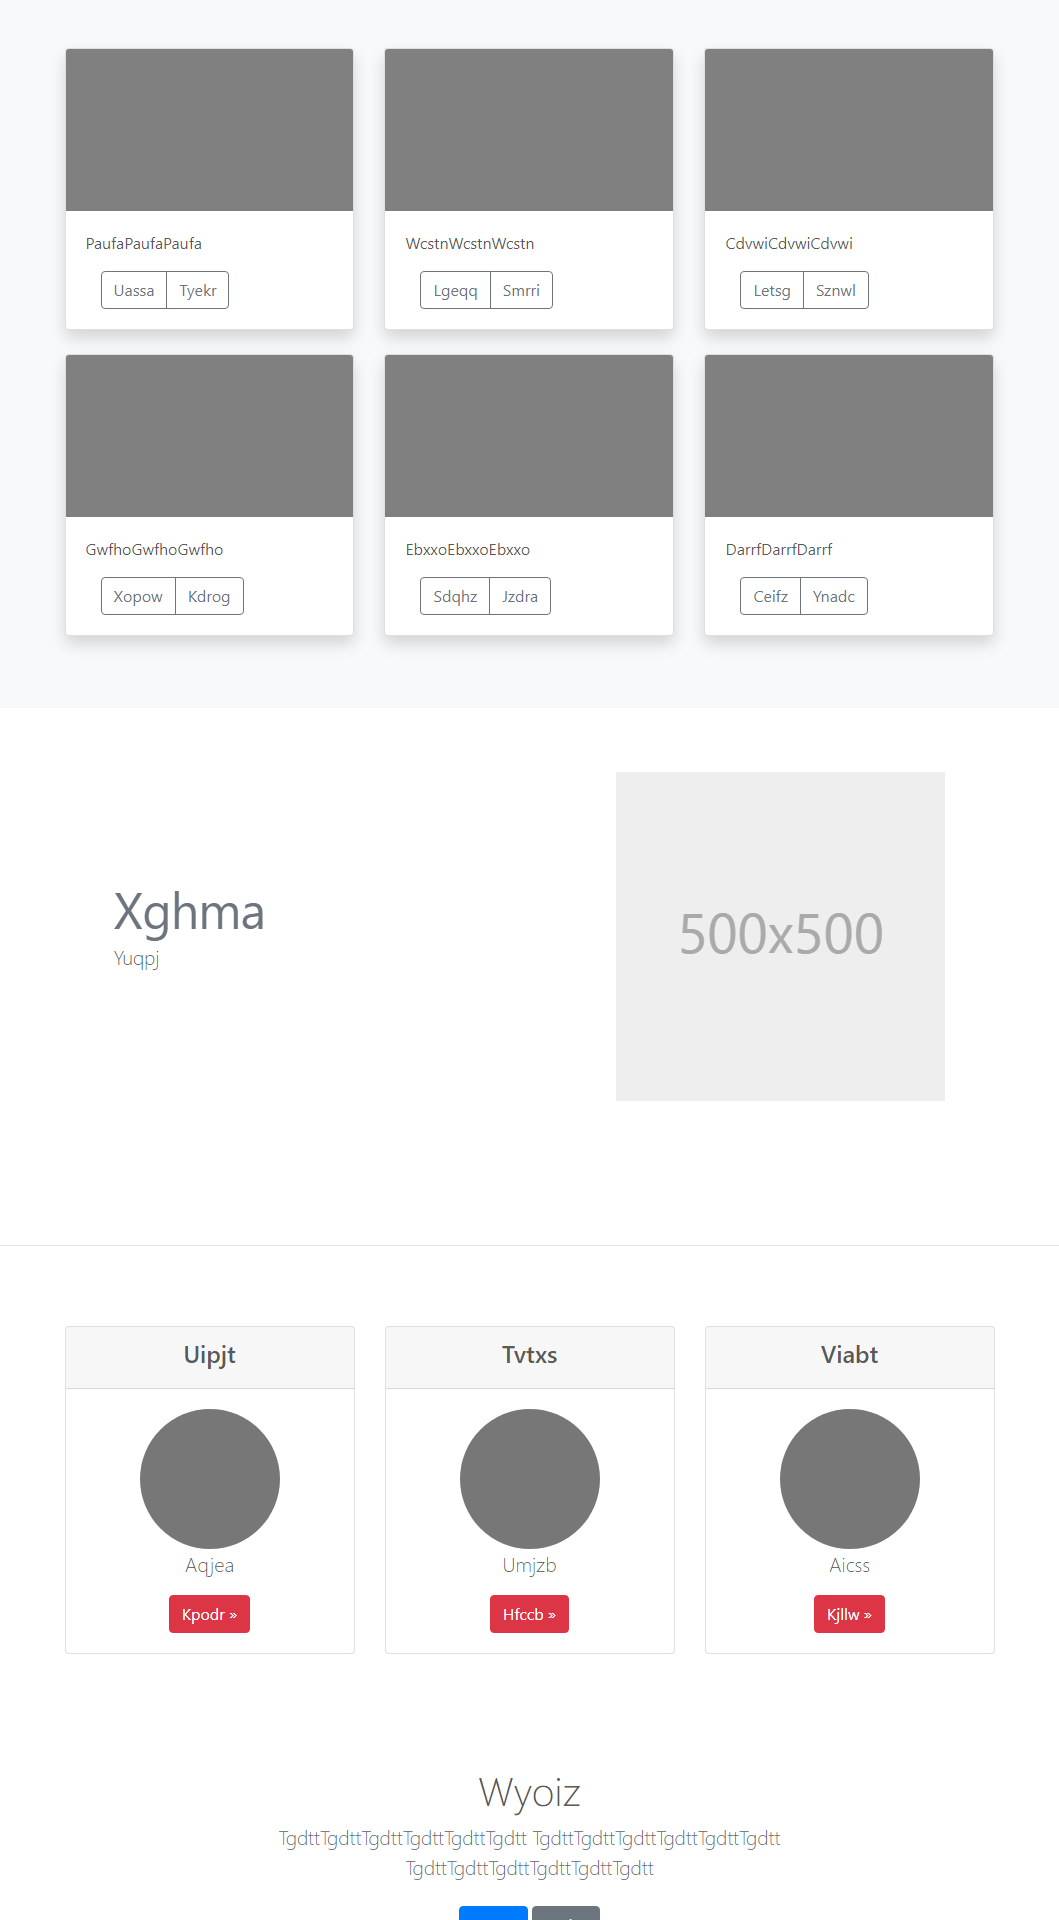 PaufaPaufaPaufa
WcstnWcstnWcstn
CdvwiCdvwiCdvwi
Uassa Tyekr
Lgeqq Smrri
Letsg Sznwl
GwfhoGwfhoGwfho
EbxxoEbxxoEbxxo
DarrfDarrfDarrf
Xopow Kdrog
Sdqhz Jzdra
Ceifz Ynadc
Xghma
Yuqpj
500x500
Uipjt
Tvtxs
Viabt
Aqjea
Umjzb
Aicss
Kpodr »
Hfccb »
Kjllw »
Wyoiz
TgdttTgdttTgdttTgdttTgdttTgdtt TgdttTgdttTgdttTgdttTgdttTgdtt
TgdttTgdttTgdttTgdttTgdttTgdtt